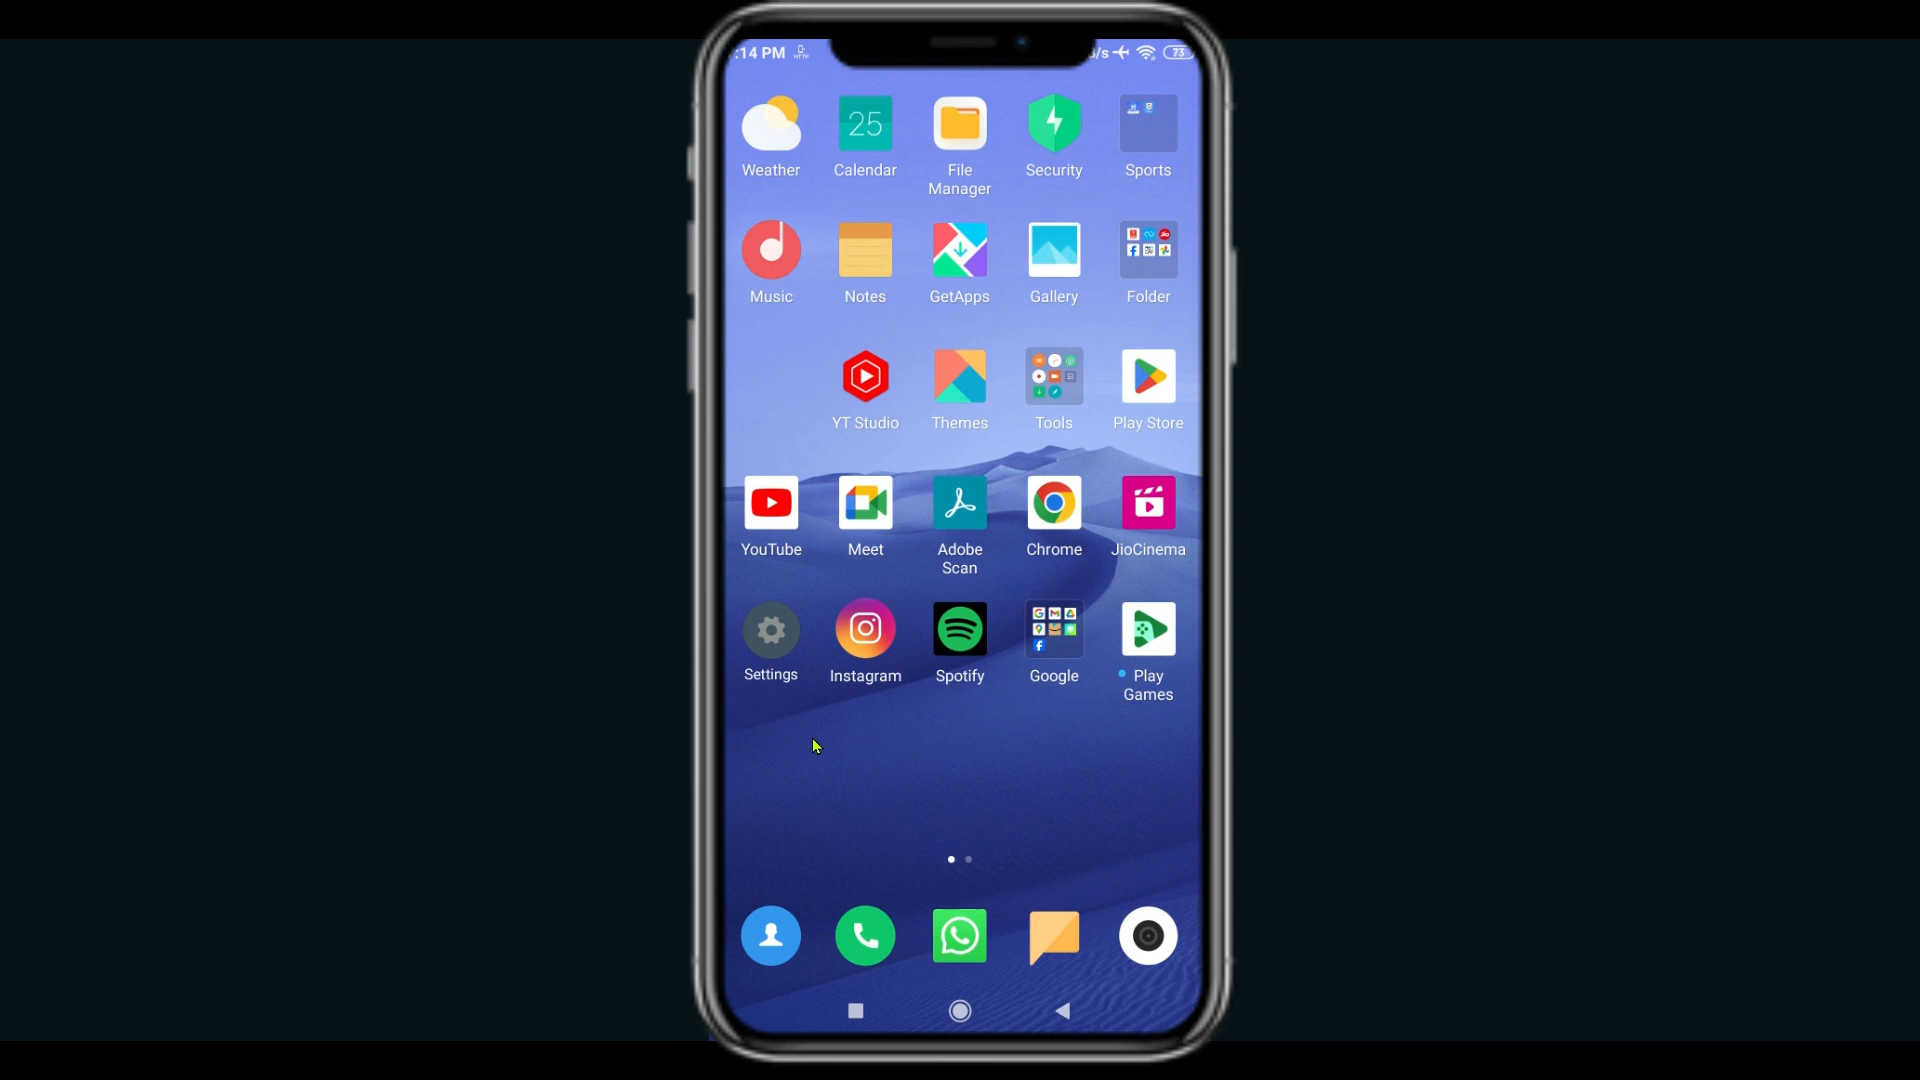 :14 PM
/s
73
25
Weather
Calendar
File
Manager
Security
Sports
Music
Notes
GetApps
Gallery
Folder
YT Studio
Themes
Tools
Play Store
YouTube
Meet
Adobe
Scan
Chrome
JioCinema
Settings
Instagram
Spotify
Google
Play
Games